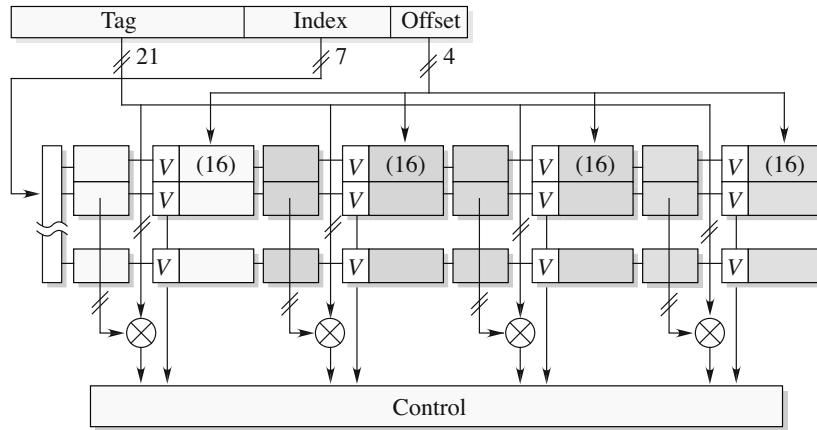 Tag Index Offset
21 7 4
V (16) V (16) V (16) V (16)
V V V V
V V V V
Control